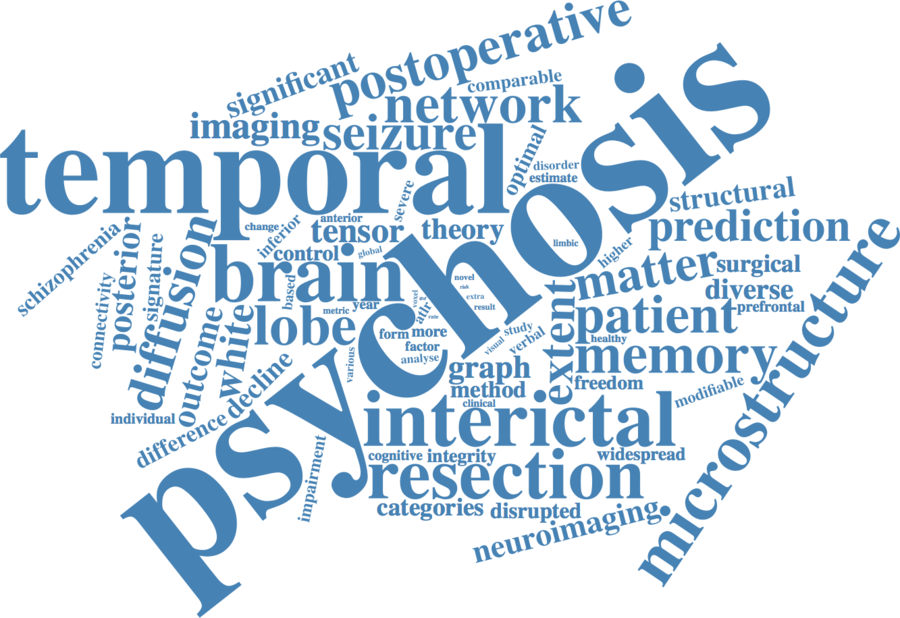 postoperative
significant
comparable
network
imaging
seizure
psychosis
temporal
optimal
disorder
estimate
severe
structural
anterior
change
inferior
tensor
theory
global
limbic
higher
prediction
schizophrenia
posterior
signature
diffusion
control
brain
matter
surgical
diverse
prefrontal
microstructure
connectivity
based
metric
year
voxel
novel
risk
extra
result
rate
lobe
form
more
factor
analyse
visual
study
verbal
extent
patient
healthy
memory
outcome
white
various
graph
method
clinical
freedom
modifiable
individual
difference
decline
interictal
cognitive
integrity
widespread
impairment
resection
categories
disrupted
neuroimaging